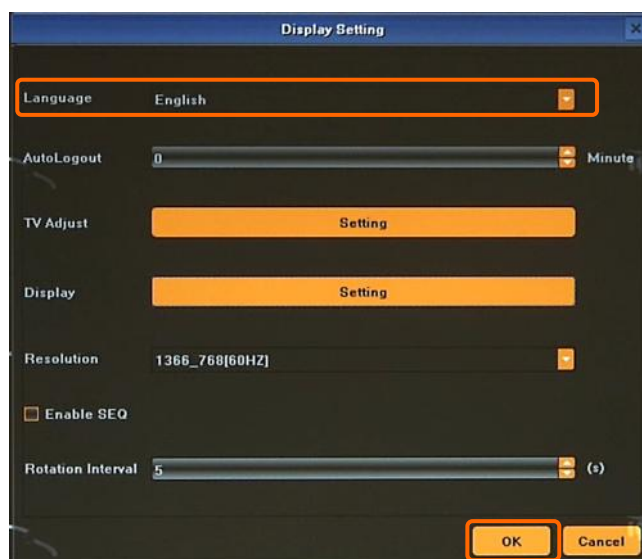 Display Setting
Language English
AutoLogout 0 Minute
TV Adjust Setting
Display Setting
Resolution 1366_768[60HZ]
Enable SEQ
Rotation Interval 5 (s)
OK Cancel